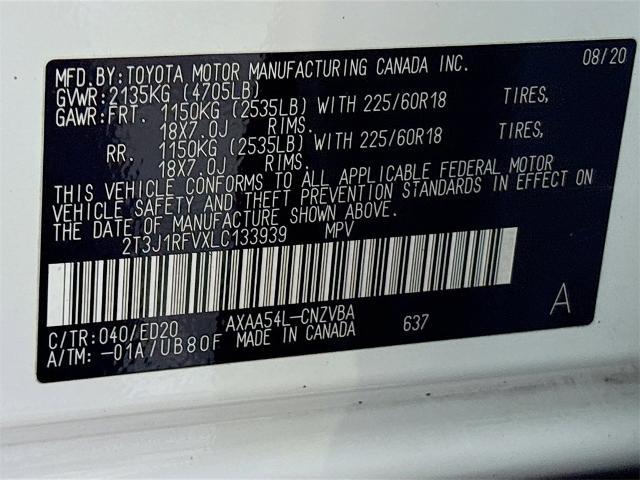 MFD.BY:TOYOTA MOTOR MANUFACTURING CANADA INC. 08/20
GVWR:2135KG (4705LB)
GAWR:FRT. 1150KG (2535LB) WITH 225/60R18 TIRES,
18X7.0J RIMS.
RR. 1150KG (2535LB) WITH 225/60R18 TIRES,
18X7.0J RIMS.
THIS VEHICLE CONFORMS TO ALL APPLICABLE FEDERAL MOTOR
VEHICLE SAFETY AND THEFT PREVENTION STANDARDS IN EFFECT ON
THE DATE OF MANUFACTURE SHOWN ABOVE.
2T3J1RFVXLC133939 MPV
A
C/TR:040/ED20 AXAA54L-CNZVBA 637
A/TM:-01A/UB80F MADE IN CANADA